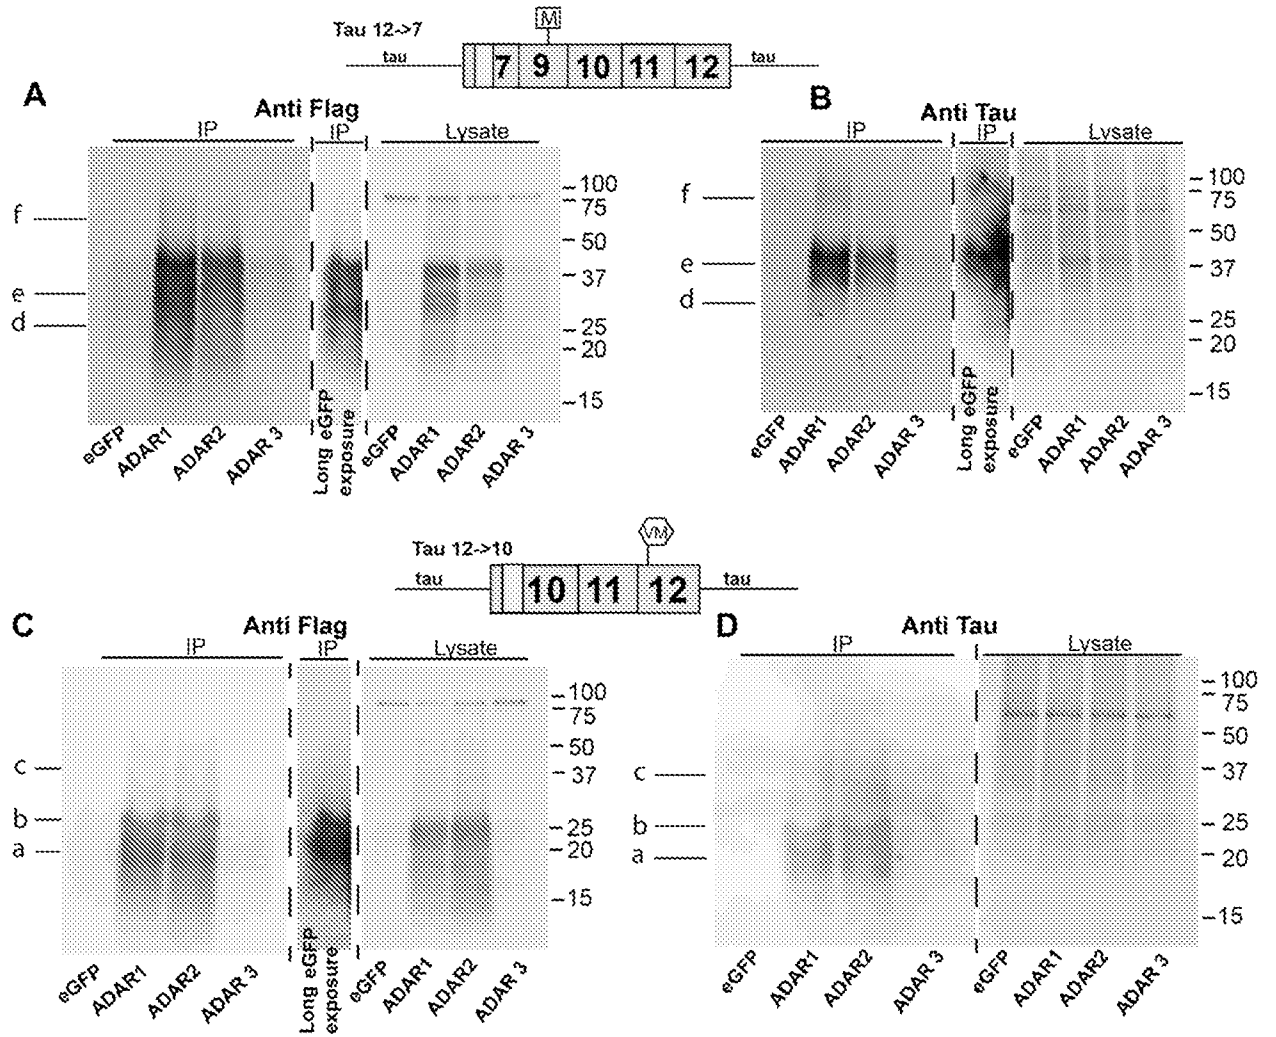 M
Tau 12->7
tau
7 9 10 11 12
tau
A
Anti Flag
IP
IP
Lysate
100
75
50
37
25
20
15
f
e
d
eGFP
ADAR1
ADAR2
ADAR 3
Long eGFP
exposure
eGFP
ADAR1
ADAR2
ADAR 3
B
Anti Tau
IP
IP
Lysate
100
75
50
37
25
20
15
f
e
d
eGFP
ADAR1
ADAR2
ADAR 3
Long eGFP
exposure
eGFP
ADAR1
ADAR2
ADAR 3
VM
Tau 12->10
tau
10 11 12
tau
C
Anti Flag
IP
IP
Lysate
100
75
50
37
25
20
15
c
b
a
eGFP
ADAR1
ADAR2
ADAR 3
Long eGFP
exposure
eGFP
ADAR1
ADAR2
ADAR 3
D
Anti Tau
IP
Lysate
100
75
50
37
25
20
15
c
b
a
eGFP
ADAR1
ADAR2
ADAR 3
eGFP
ADAR1
ADAR2
ADAR 3